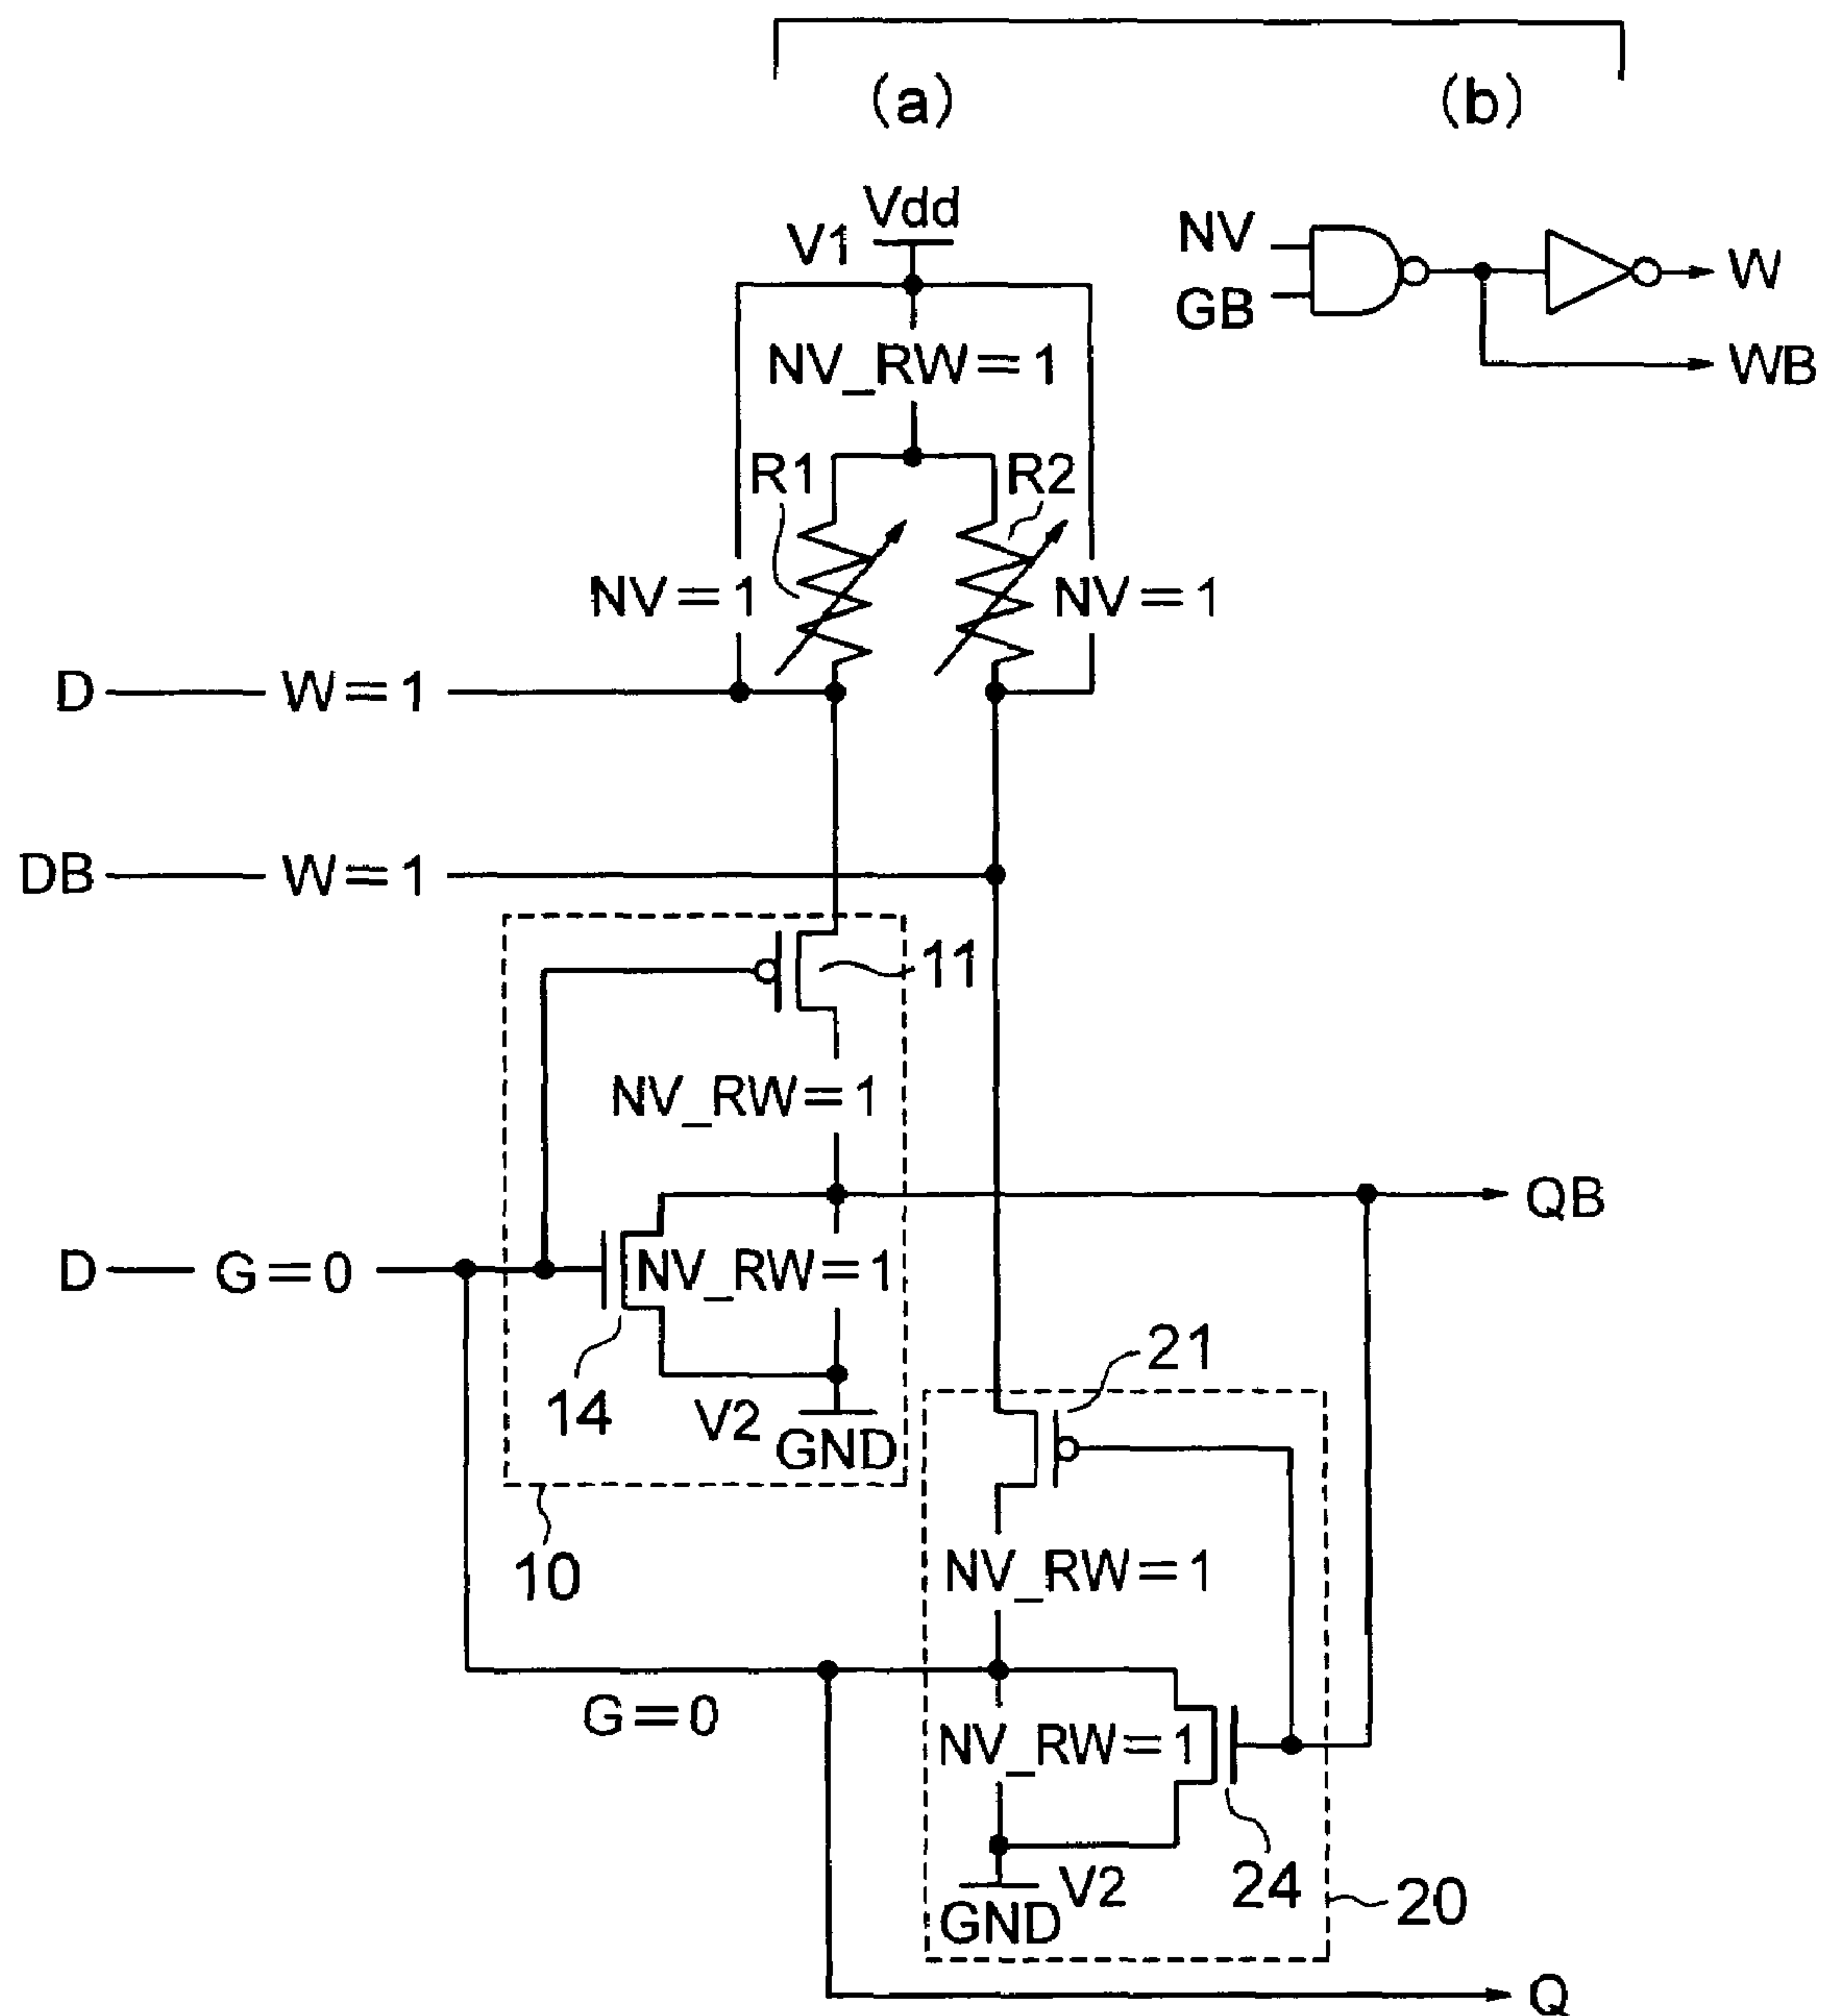 (a)
(b)
Vdd
V1
NV
GB
W
WB
NV_RW=1
R1
R2
NV=1
NV=1
D
W=1
DB
W=1
11
NV_RW=1
QB
D
G=0
NV_RW=1
14
V2
GND
21
10
NV_RW=1
G=0
NV_RW=1
V2
GND
24
20
Q